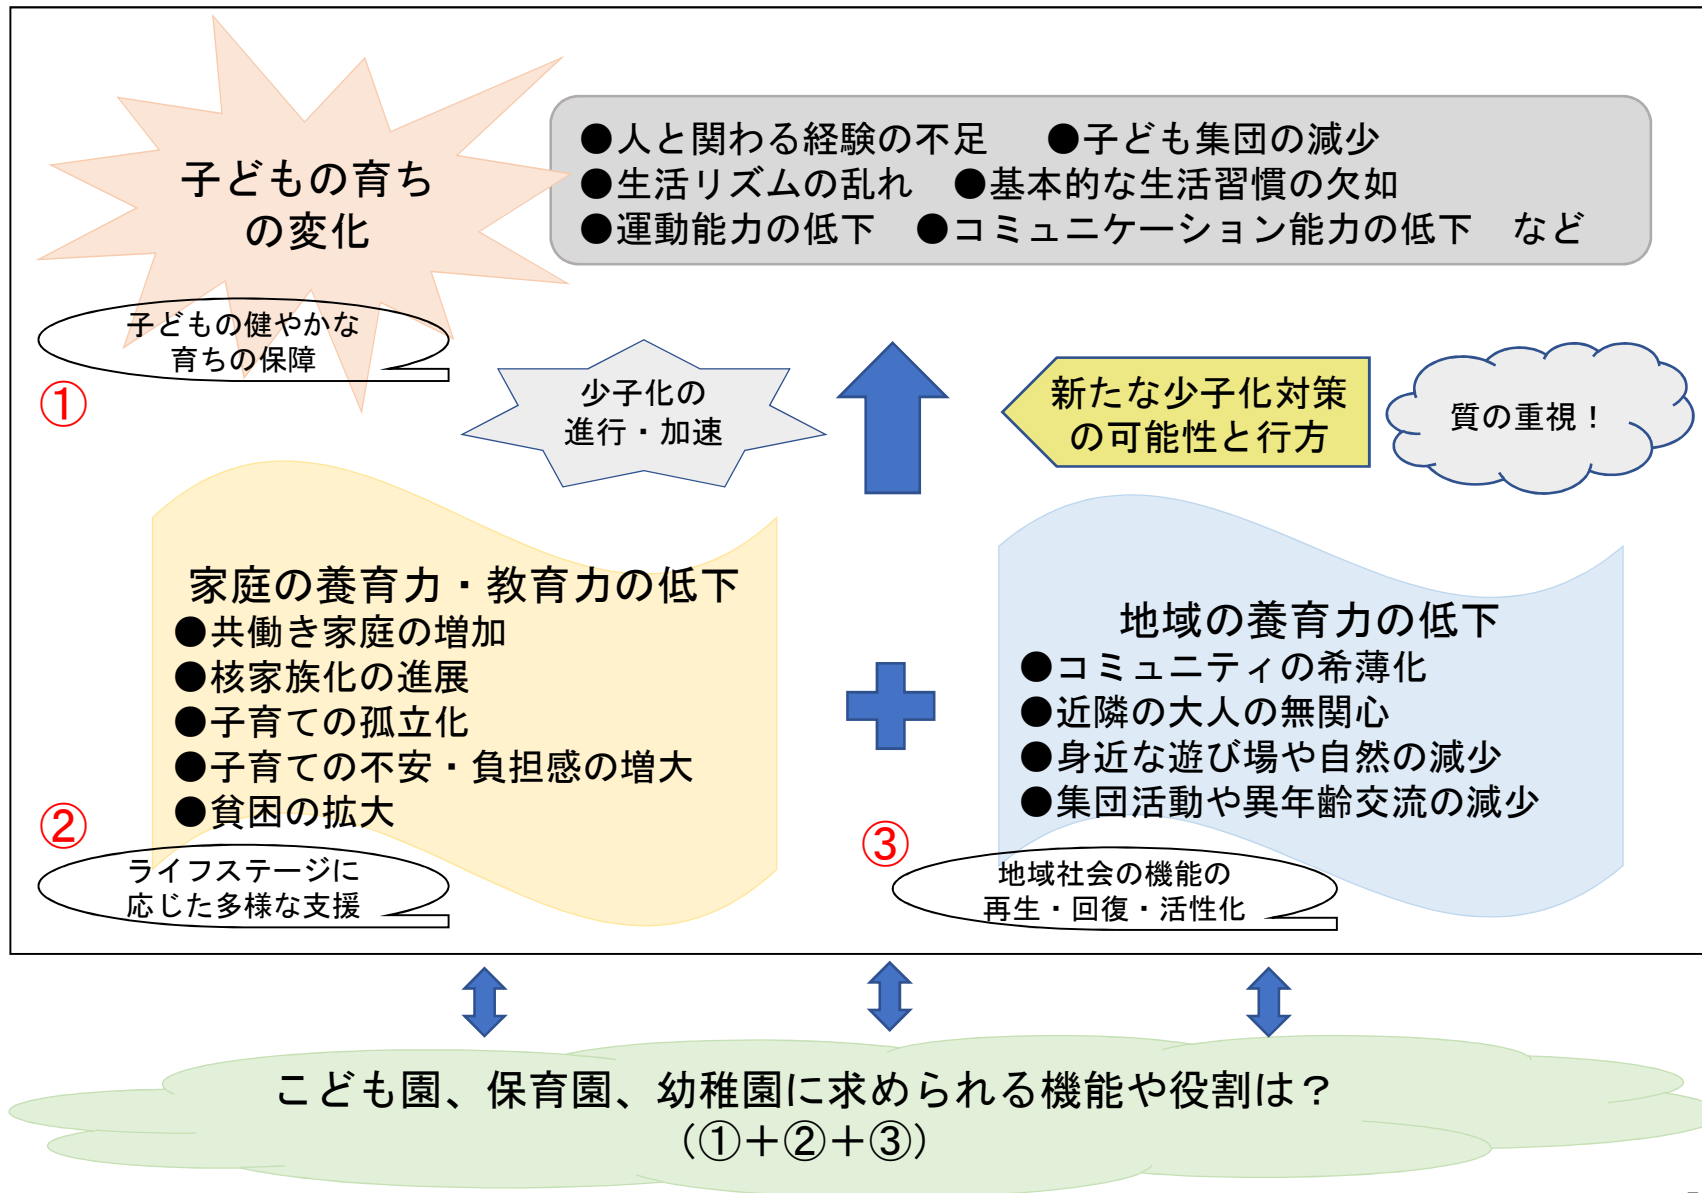 子どもの育ち
の変化
●人と関わる経験の不足　●子ども集団の減少
●生活リズムの乱れ　●基本的な生活習慣の欠如
●運動能力の低下　●コミュニケーション能力の低下　など
子どもの健やかな
育ちの保障
①
少子化の
進行・加速
新たな少子化対策
の可能性と行方
質の重視！
家庭の養育力・教育力の低下
●共働き家庭の増加
●核家族化の進展
●子育ての孤立化
●子育ての不安・負担感の増大
●貧困の拡大
②
ライフステージに
応じた多様な支援
地域の養育力の低下
●コミュニティの希薄化
●近隣の大人の無関心
●身近な遊び場や自然の減少
●集団活動や異年齢交流の減少
③
地域社会の機能の
再生・回復・活性化
こども園、保育園、幼稚園に求められる機能や役割は？
（①＋②＋③）